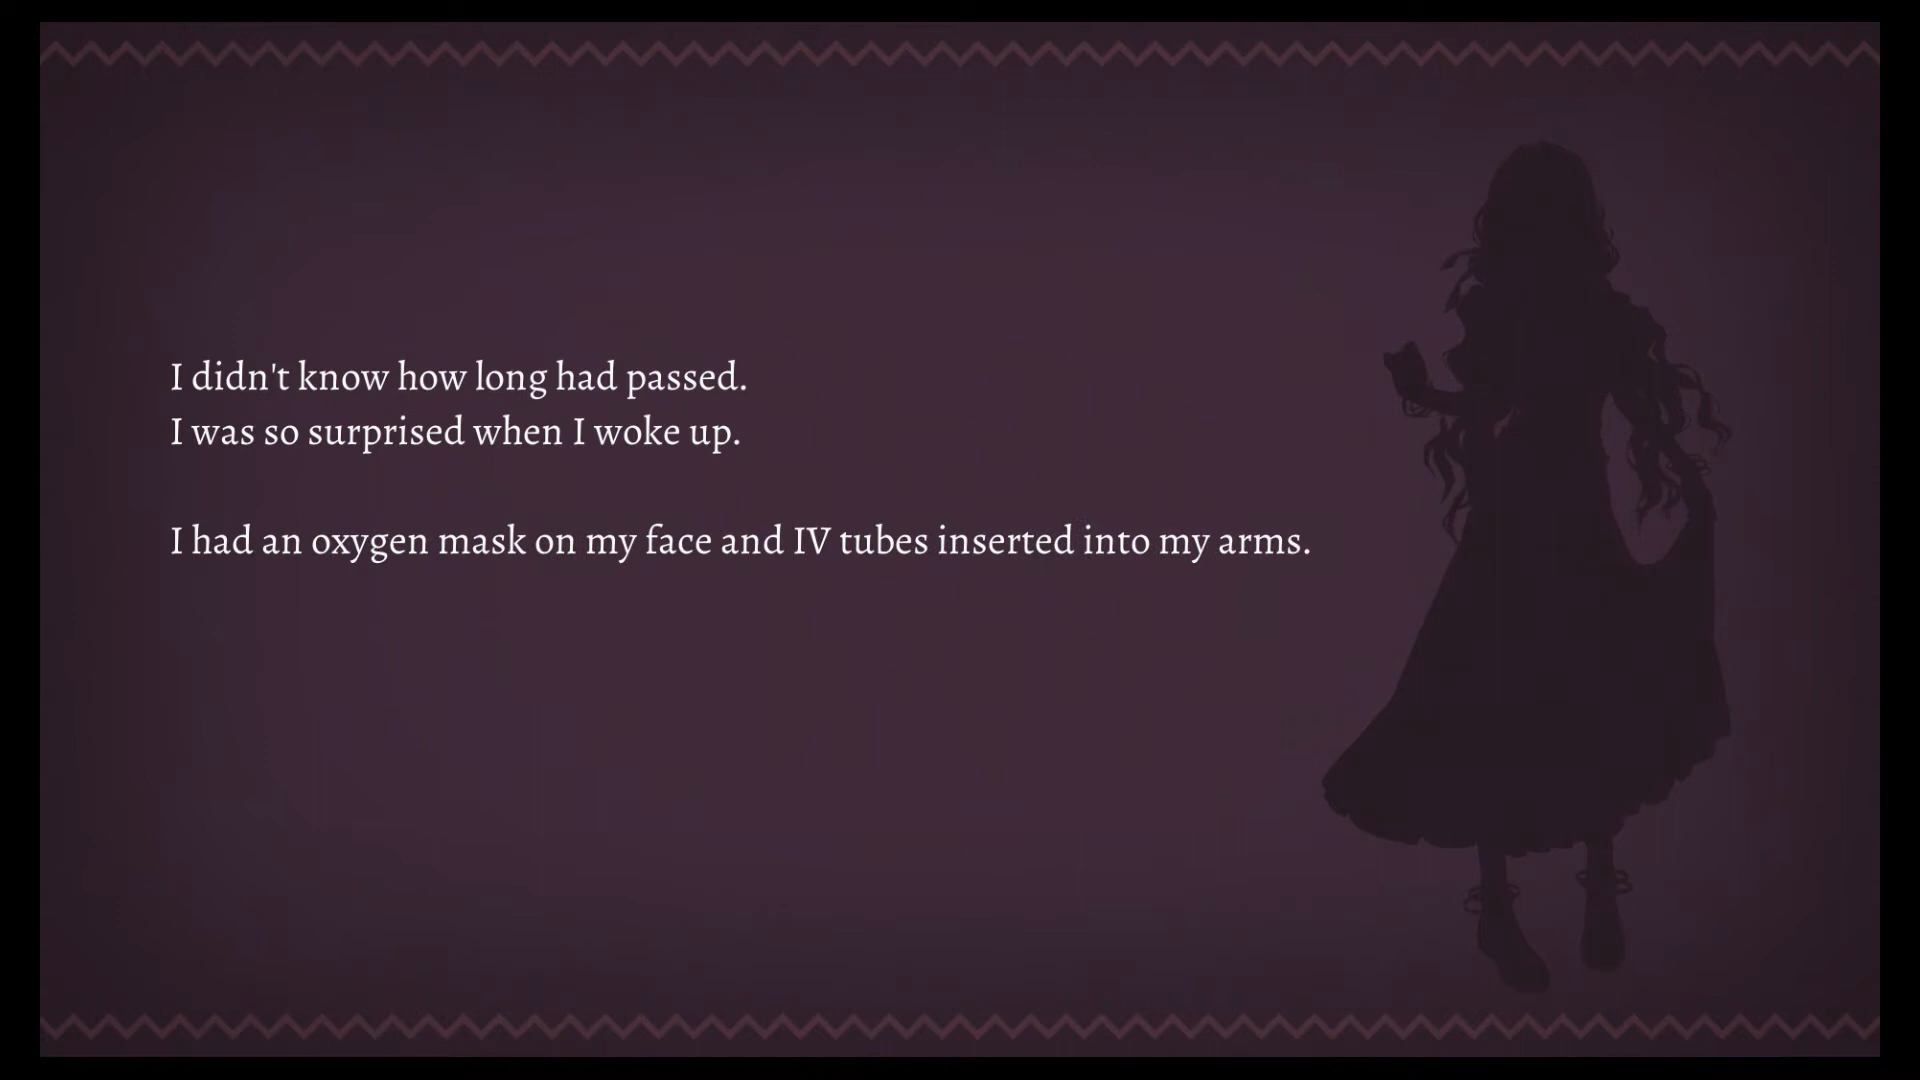 I didn't know how long had passed.
I was so surprised when I woke up.
I had an oxygen mask on my face and IV tubes inserted into my arms.